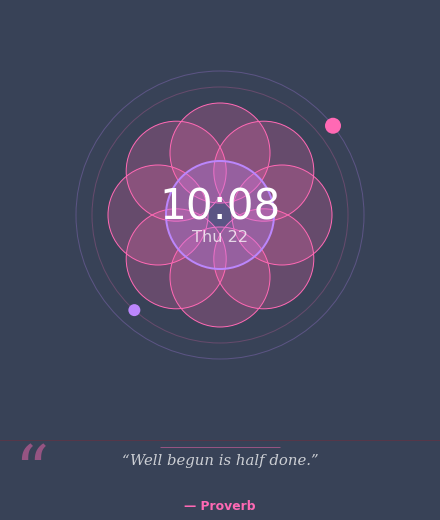 10:08
Thu 22
“
“Well begun is half done.”
— Proverb